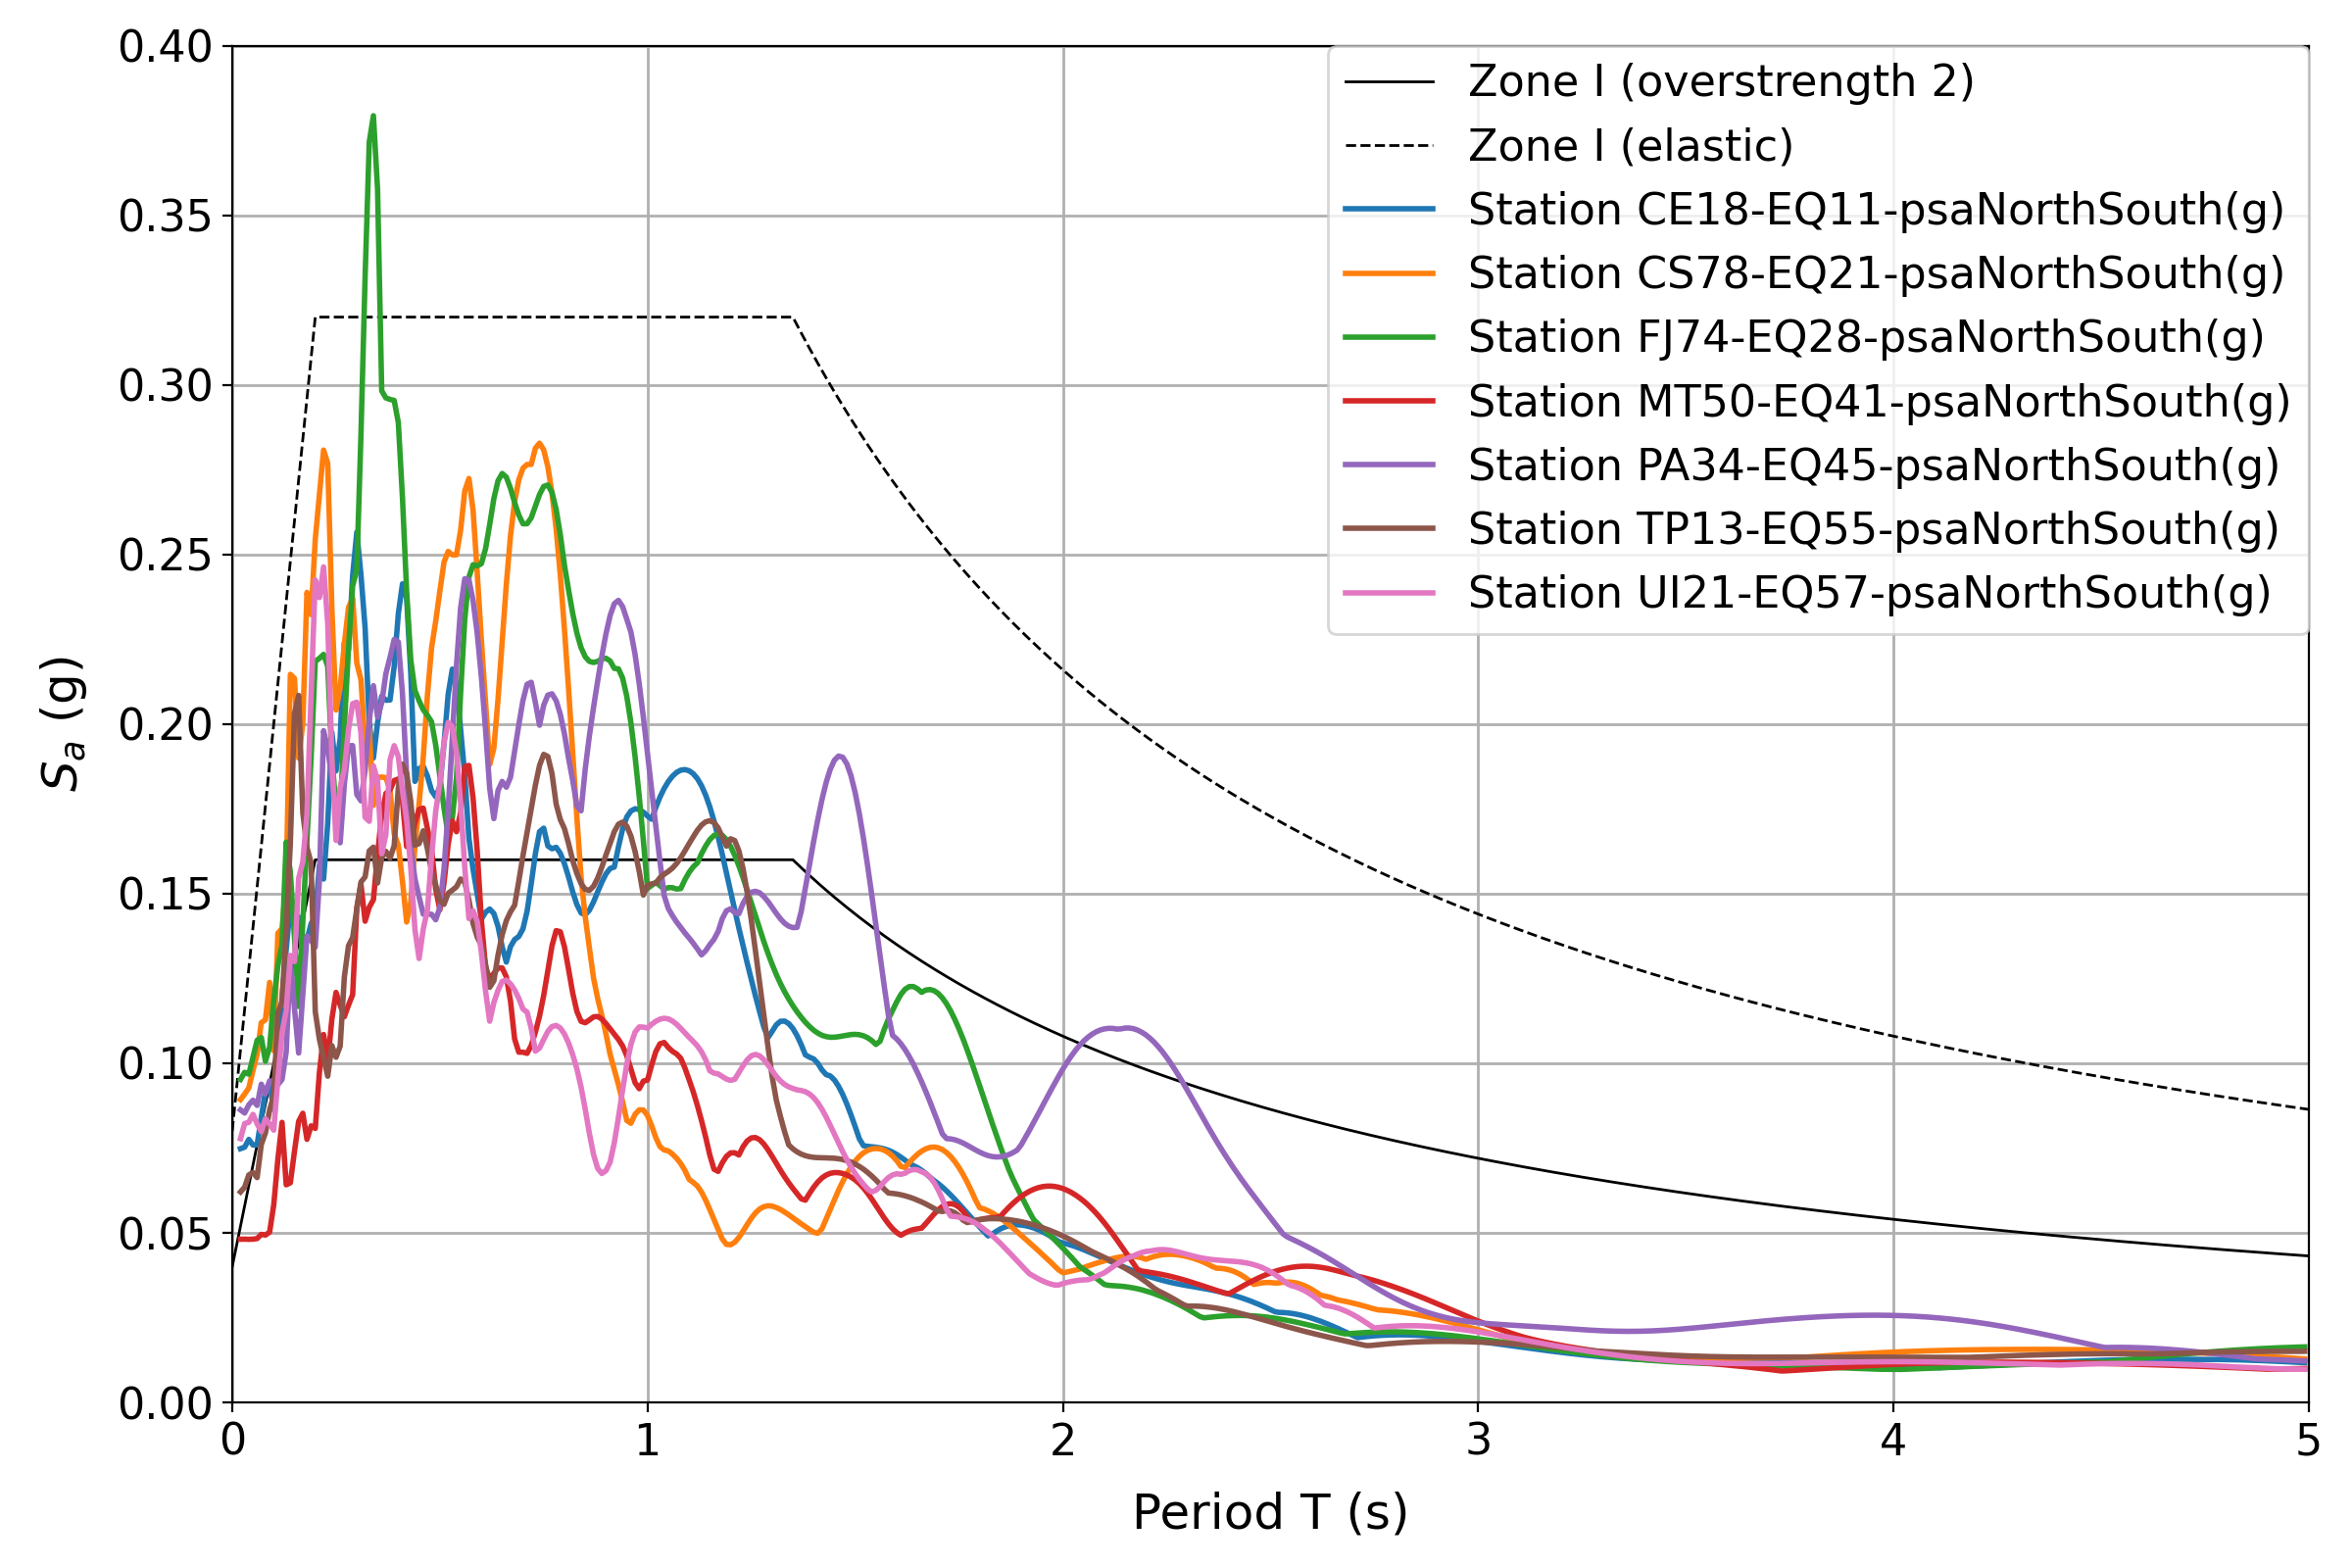 0.40
0.35
0.30
0.25
0.20
0.15
0.10
0.05
0.00
Sa (g)
Zone I (overstrength 2)
Zone I (elastic)
Station CE18-EQ11-psaNorthSouth(g)
Station CS78-EQ21-psaNorthSouth(g)
Station FJ74-EQ28-psaNorthSouth(g)
Station MT50-EQ41-psaNorthSouth(g)
Station PA34-EQ45-psaNorthSouth(g)
Station TP13-EQ55-psaNorthSouth(g)
Station UI21-EQ57-psaNorthSouth(g)
0 1 2 3 4 5
Period T (s)